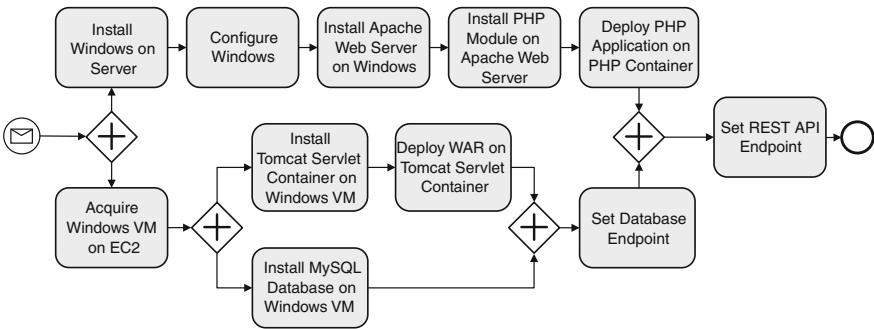 Install
Windows on
Server
Configure
Windows
Install Apache
Web Server
on Windows
Install PHP
Module on
Apache Web
Server
Deploy PHP
Application on
PHP Container
Set REST API
Endpoint
Install
Tomcat Servlet
Container on
Windows VM
Deploy WAR on
Tomcat Servlet
Container
Acquire
Windows VM
on EC2
Set Database
Endpoint
Install MySQL
Database on
Windows VM